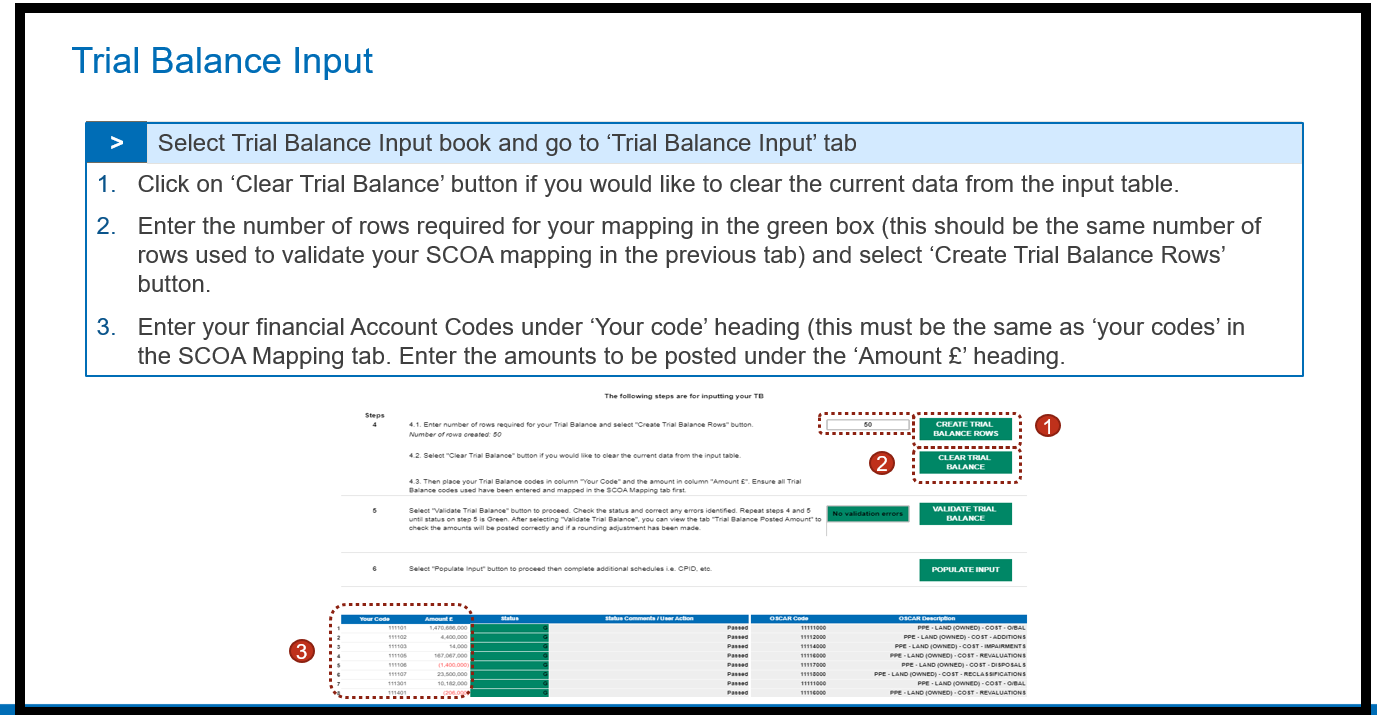 Trial Balance Input
> Select Trial Balance Input book and go to ‘Trial Balance Input’ tab
1. Click on ‘Clear Trial Balance’ button if you would like to clear the current data from the input table.
2. Enter the number of rows required for your mapping in the green box (this should be the same number of
rows used to validate your SCOA mapping in the previous tab) and select ‘Create Trial Balance Rows’
button.
3. Enter your financial Account Codes under ‘Your code’ heading (this must be the same as ‘your codes’ in
the SCOA Mapping tab. Enter the amounts to be posted under the ‘Amount £’ heading.
The following steps are for inputting your TB
Steps
4 4.1. Enter number of rows required for your Trial Balance and select "Create Trial Balance Rows" button. 50 CREATE TRIAL BALANCE ROWS 1
Number of rows created: 50
4.2. Select "Clear Trial Balance" button if you would like to clear the current data from the input table. 2 CLEAR TRIAL BALANCE
4.3. Then place your Trial Balance codes in column "Your Code" and the amount in column "Amount £". Ensure all Trial
Balance codes used have been entered and mapped in the SCOA Mapping tab first.
5 Select "Validate Trial Balance" button to proceed. Check the status and correct any errors identified. Repeat steps 4 and 5 No validation errors VALIDATE TRIAL BALANCE
until status on step 5 is Green. After selecting "Validate Trial Balance", you can view the tab "Trial Balance Posted Amount" to
check the amounts will be posted correctly and if a rounding adjustment has been made.
6 Select "Populate Input" button to proceed then complete additional schedules i.e. CPID, etc. POPULATE INPUT
3
Your Code Amount £ Status Status Comments / User Action OSCAR Code OSCAR Description
1 111101 1,470,686,000 G Passed 11111000 PPE - LAND (OWNED) - COST - O/BAL
2 111102 4,400,000 G Passed 11112000 PPE - LAND (OWNED) - COST - ADDITIONS
3 111103 14,000 G Passed 11114000 PPE - LAND (OWNED) - COST - IMPAIRMENTS
4 111105 167,067,000 G Passed 11116000 PPE - LAND (OWNED) - COST - REVALUATIONS
5 111106 (1,400,000) G Passed 11117000 PPE - LAND (OWNED) - COST - DISPOSALS
6 111107 23,500,000 G Passed 11118000 PPE - LAND (OWNED) - COST - RECLASSIFICATIONS
7 111301 10,162,000 G Passed 11111000 PPE - LAND (OWNED) - COST - O/BAL
8 111401 G Passed 11116000 PPE - LAND (OWNED) - COST - REVALUATIONS